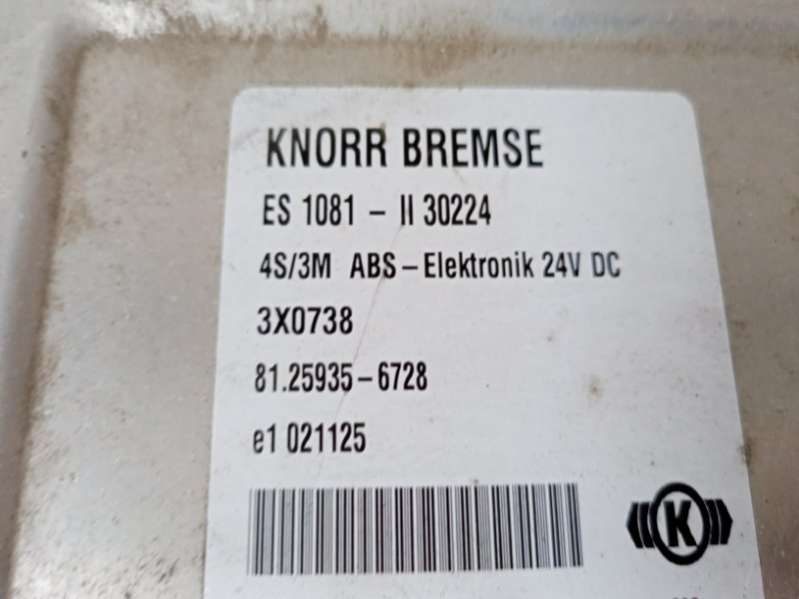 KNORR BREMSE
ES 1081 - II 30224
4S/3M ABS - Elektronik 24V DC
3X0738
81.25935 - 6728
e1 021125
K